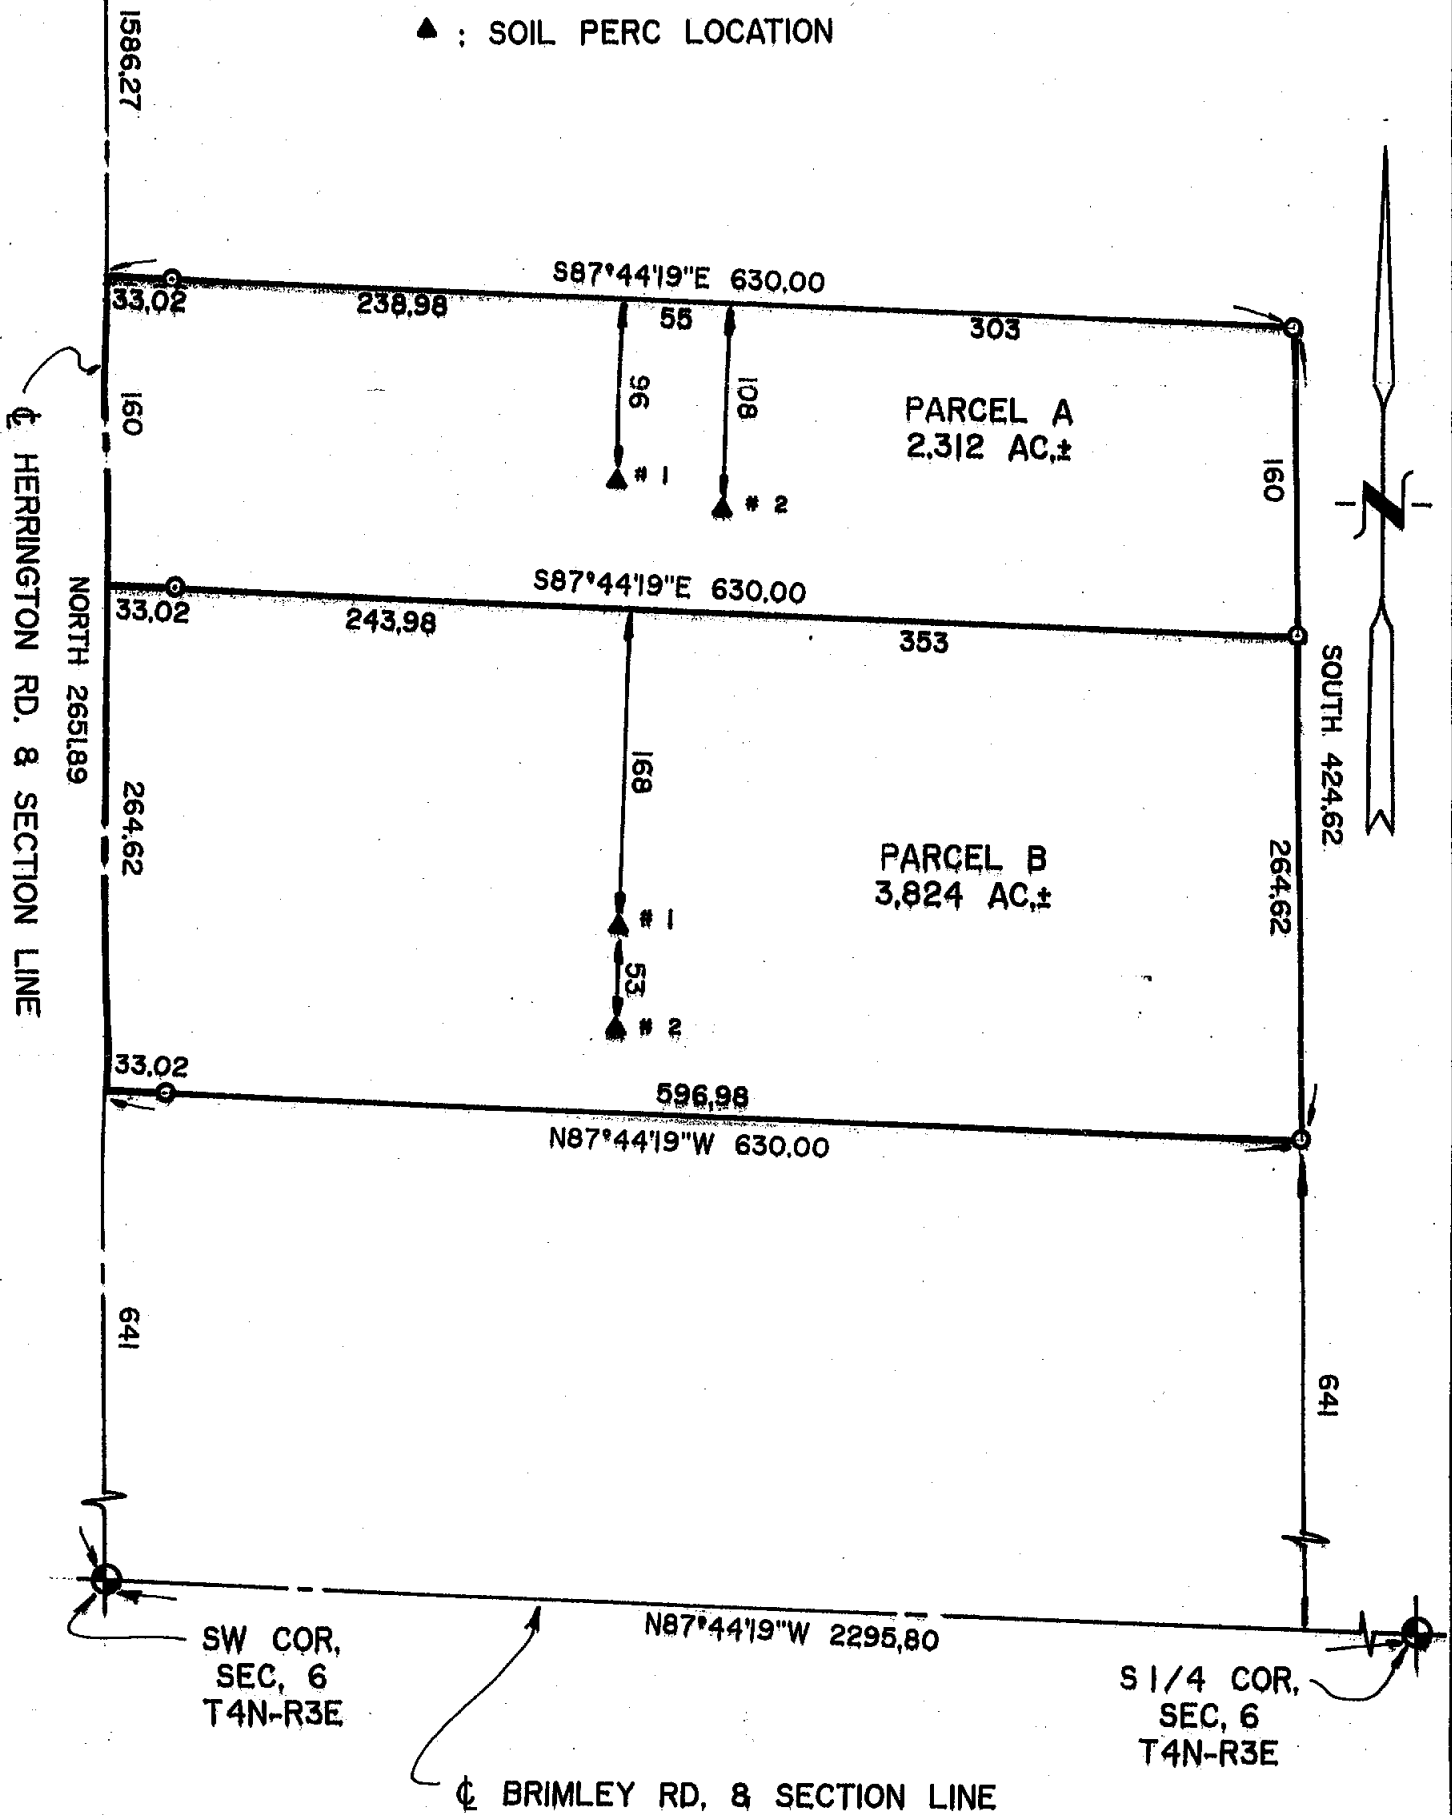 ▲ : SOIL PERC LOCATION
1586.27
S87°44'19"E 630.00
33.02
238.98
55
303
96
108
160
# 1
# 2
PARCEL A
2.312 AC.±
160
N
℄ HERRINGTON RD. & SECTION LINE
NORTH 2651.89
S87°44'19"E 630.00
33.02
243.98
353
SOUTH 424.62
168
264.62
PARCEL B
3.824 AC.±
264.62
# 1
53
# 2
33.02
596.98
N87°44'19"W 630.00
641
641
N87°44'19"W 2295.80
SW COR.
SEC. 6
T4N-R3E
S 1/4 COR.
SEC. 6
T4N-R3E
℄ BRIMLEY RD. & SECTION LINE